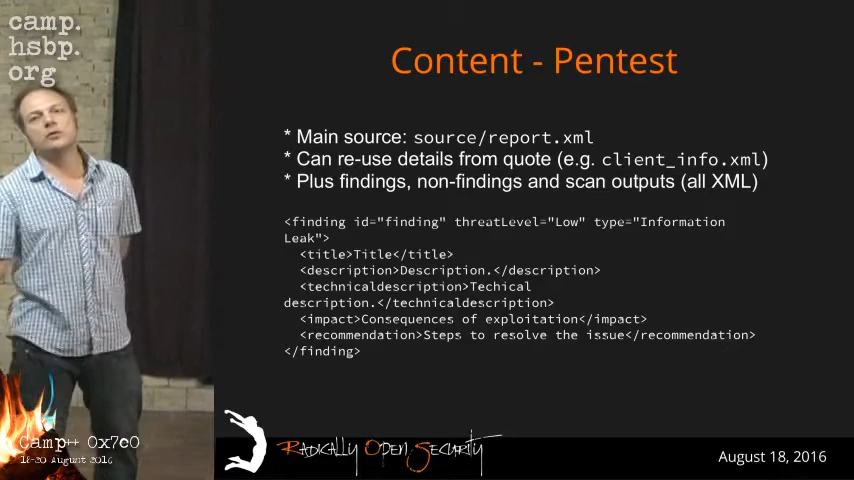 camp.
hsbp.
org
Content - Pentest
* Main source: source/report.xml
* Can re-use details from quote (e.g. client_info.xml)
* Plus findings, non-findings and scan outputs (all XML)
<finding id="finding" threatLevel="Low" type="Information
Leak">
<title>Title</title>
<description>Description.</description>
<technicaldescription>Techical
description.</technicaldescription>
<impact>Consequences of exploitation</impact>
<recommendation>Steps to resolve the issue</recommendation>
</finding>
Camp++ 0x7e0
18-20 August 2016
Radically Open Security
August 18, 2016